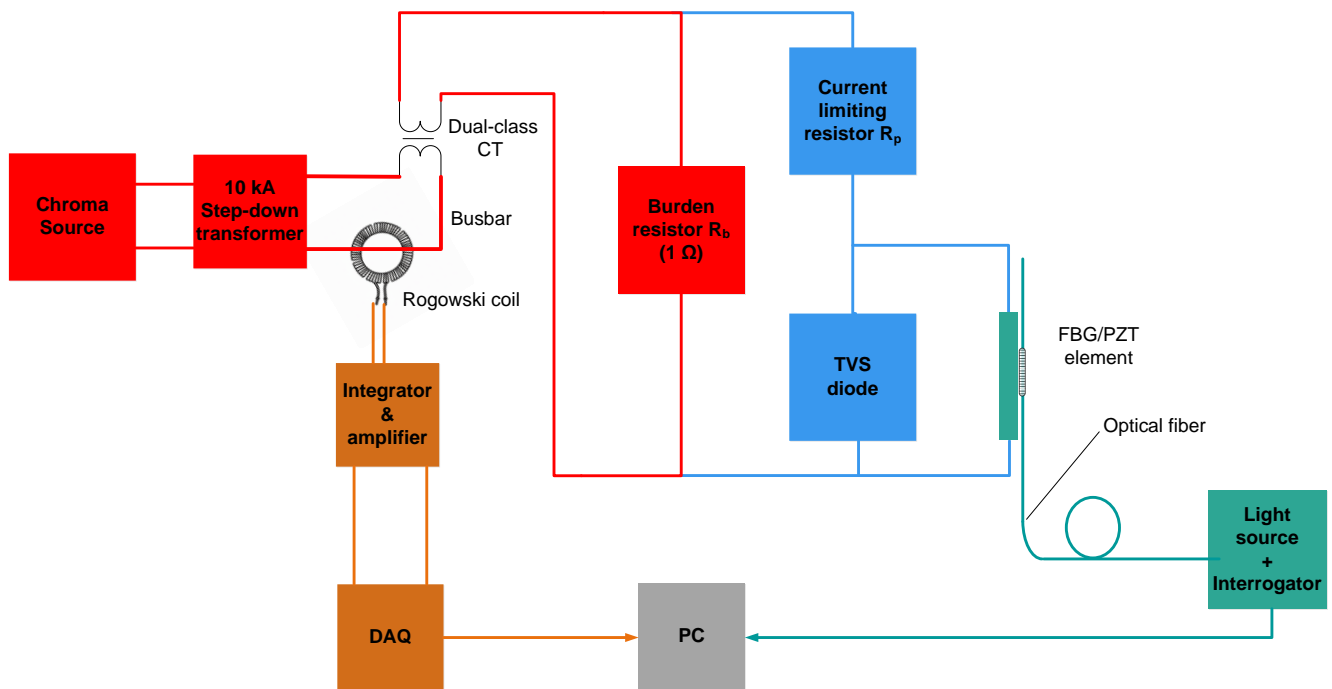 Current
limiting
resistor Rₚ
Dual-class
CT
Chroma
Source
10 kA
Step-down
transformer
Busbar
Burden
resistor R_b
(1 Ω)
Rogowski coil
FBG/PZT
element
TVS
diode
Integrator
&
amplifier
Optical fiber
Light
source
+
Interrogator
DAQ
PC